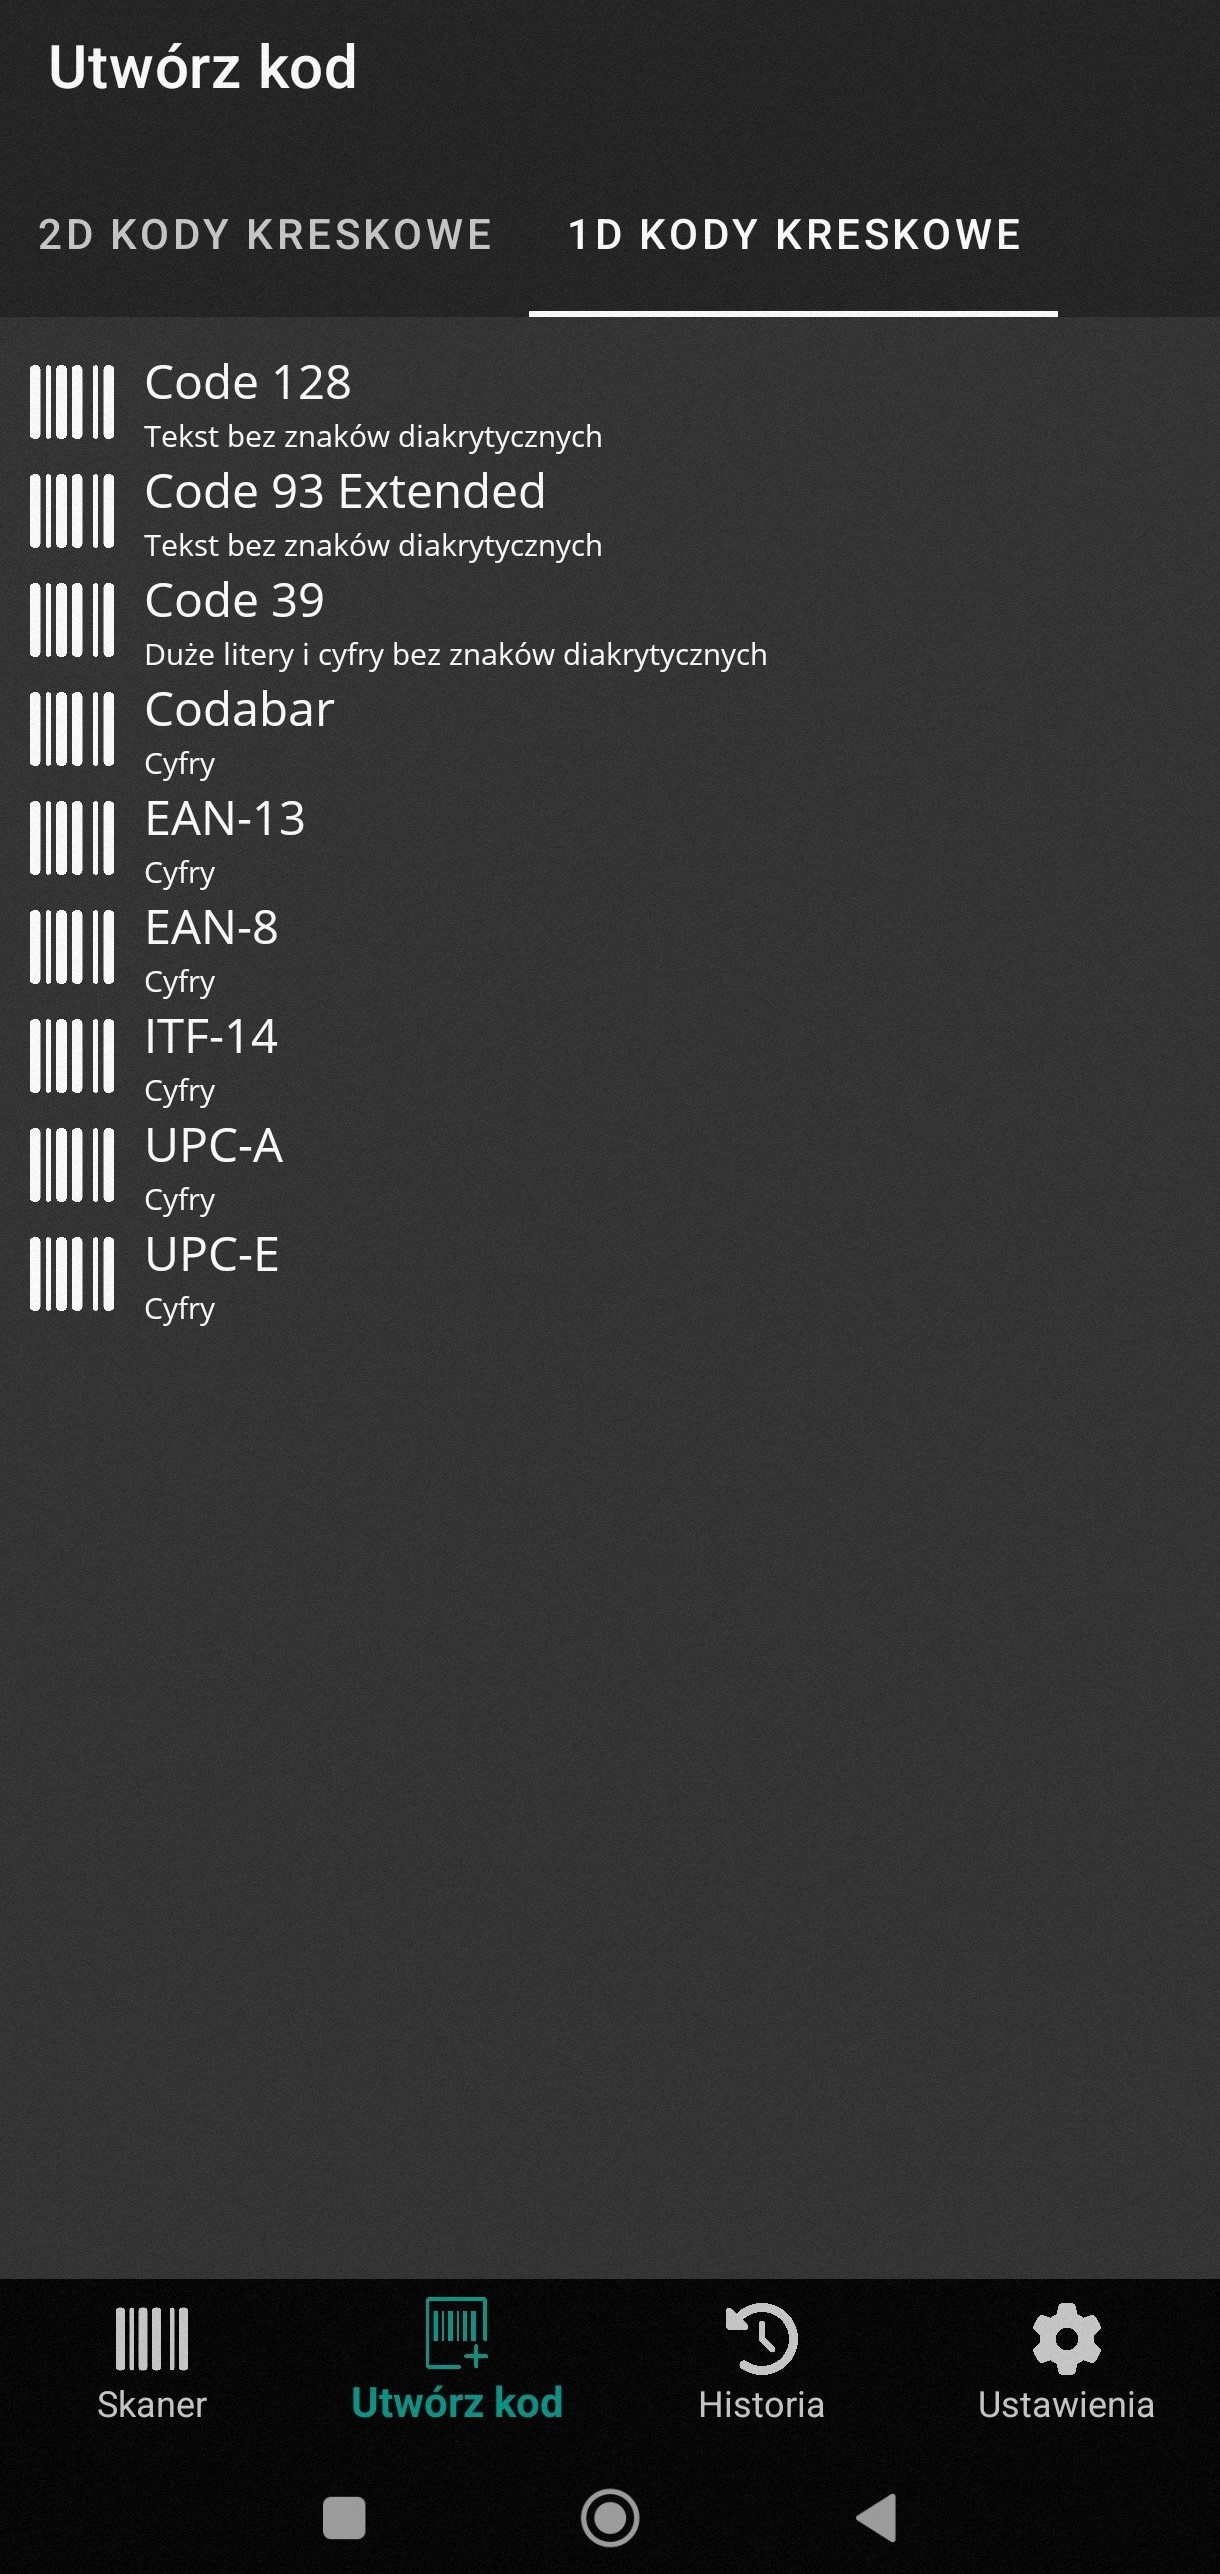 Utwórz kod
2D KODY KRESKOWE 1D KODY KRESKOWE
Code 128
Tekst bez znaków diakrytycznych
Code 93 Extended
Tekst bez znaków diakrytycznych
Code 39
Duże litery i cyfry bez znaków diakrytycznych
Codabar
Cyfry
EAN-13
Cyfry
EAN-8
Cyfry
ITF-14
Cyfry
UPC-A
Cyfry
UPC-E
Cyfry
Skaner Utwórz kod Historia Ustawienia